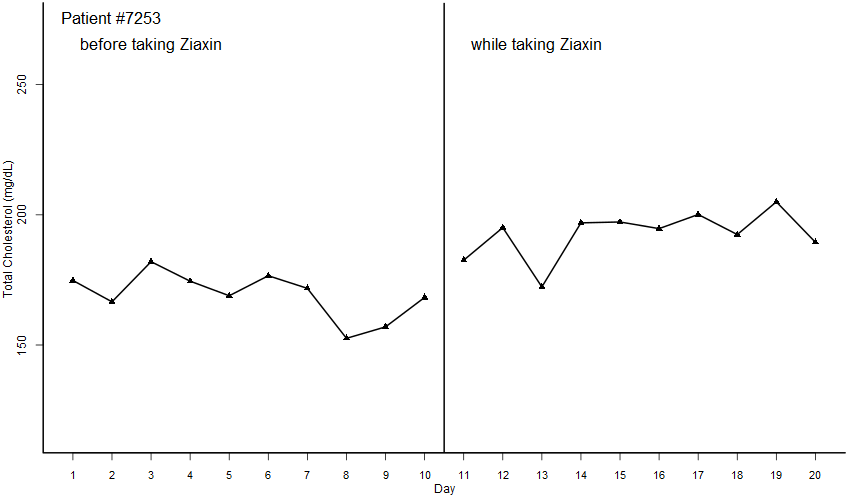 Patient #7253
before taking Ziaxin
while taking Ziaxin
250
200
150
Total Cholesterol (mg/dL)
1 2 3 4 5 6 7 8 9 10 11 12 13 14 15 16 17 18 19 20
Day